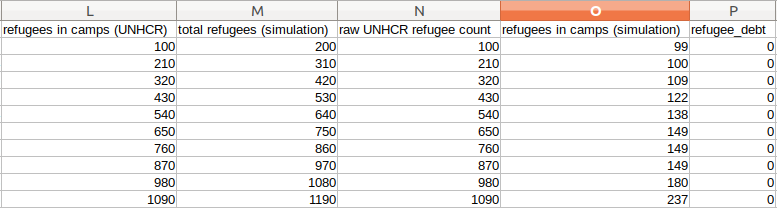 L M N O P
refugees in camps (UNHCR) total refugees (simulation) raw UNHCR refugee count refugees in camps (simulation) refugee_debt
100 200 100 99 0
210 310 210 100 0
320 420 320 109 0
430 530 430 122 0
540 640 540 138 0
650 750 650 149 0
760 860 760 149 0
870 970 870 149 0
980 1080 980 180 0
1090 1190 1090 237 0